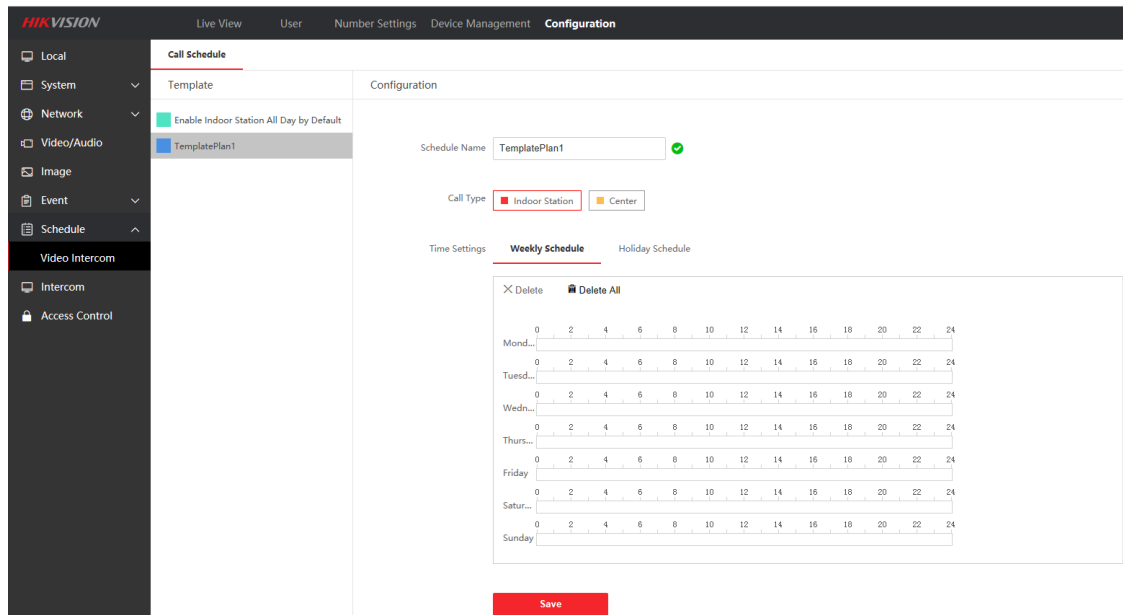 HIKVISION Live View User Number Settings Device Management Configuration
Local
System
Network
Video/Audio
Image
Event
Schedule
Video Intercom
Intercom
Access Control
Call Schedule
Template
Enable Indoor Station All Day by Default
TemplatePlan1
Configuration
Schedule Name TemplatePlan1
Call Type Indoor Station Center
Time Settings Weekly Schedule Holiday Schedule
Delete Delete All
0 2 4 6 8 10 12 14 16 18 20 22 24
Mond...
0 2 4 6 8 10 12 14 16 18 20 22 24
Tuesd...
0 2 4 6 8 10 12 14 16 18 20 22 24
Wedn...
0 2 4 6 8 10 12 14 16 18 20 22 24
Thurs...
0 2 4 6 8 10 12 14 16 18 20 22 24
Friday
0 2 4 6 8 10 12 14 16 18 20 22 24
Satur...
0 2 4 6 8 10 12 14 16 18 20 22 24
Sunday
Save